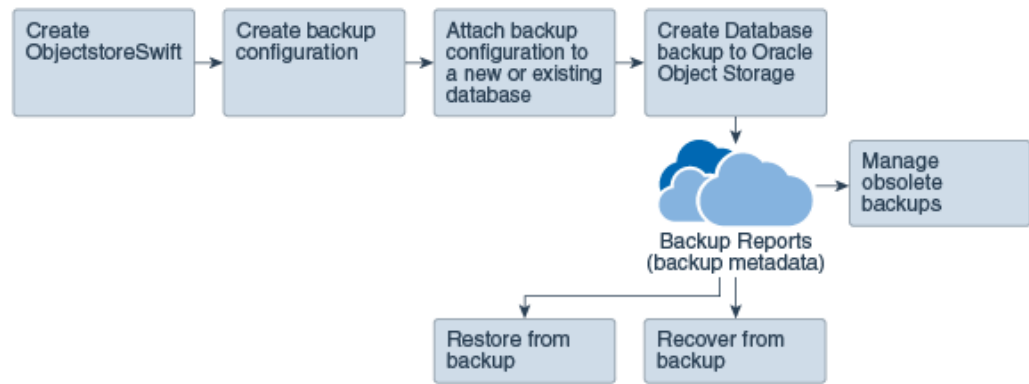 Create
ObjectstoreSwift
Create backup
configuration
Attach backup
configuration to
a new or existing
database
Create Database
backup to Oracle
Object Storage
Manage
obsolete
backups
Backup Reports
(backup metadata)
Restore from
backup
Recover from
backup